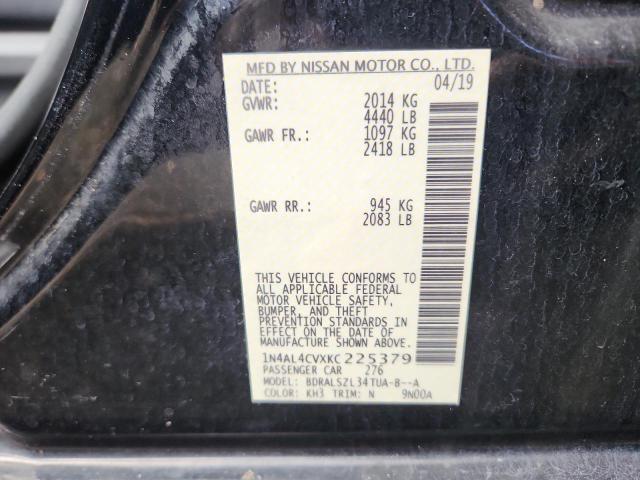 MFD BY NISSAN MOTOR CO., LTD.
DATE: 04/19
GVWR: 2014 KG
4440 LB
GAWR FR.: 1097 KG
2418 LB
GAWR RR.: 945 KG
2083 LB
THIS VEHICLE CONFORMS TO
ALL APPLICABLE FEDERAL
MOTOR VEHICLE SAFETY,
BUMPER, AND THEFT
PREVENTION STANDARDS IN
EFFECT ON THE DATE OF
MANUFACTURE SHOWN ABOVE.
1N4AL4CVXKC225379
PASSENGER CAR 276
MODEL: BDRALSZL34TUA-B--A
COLOR: KH3 TRIM: N 9N00A